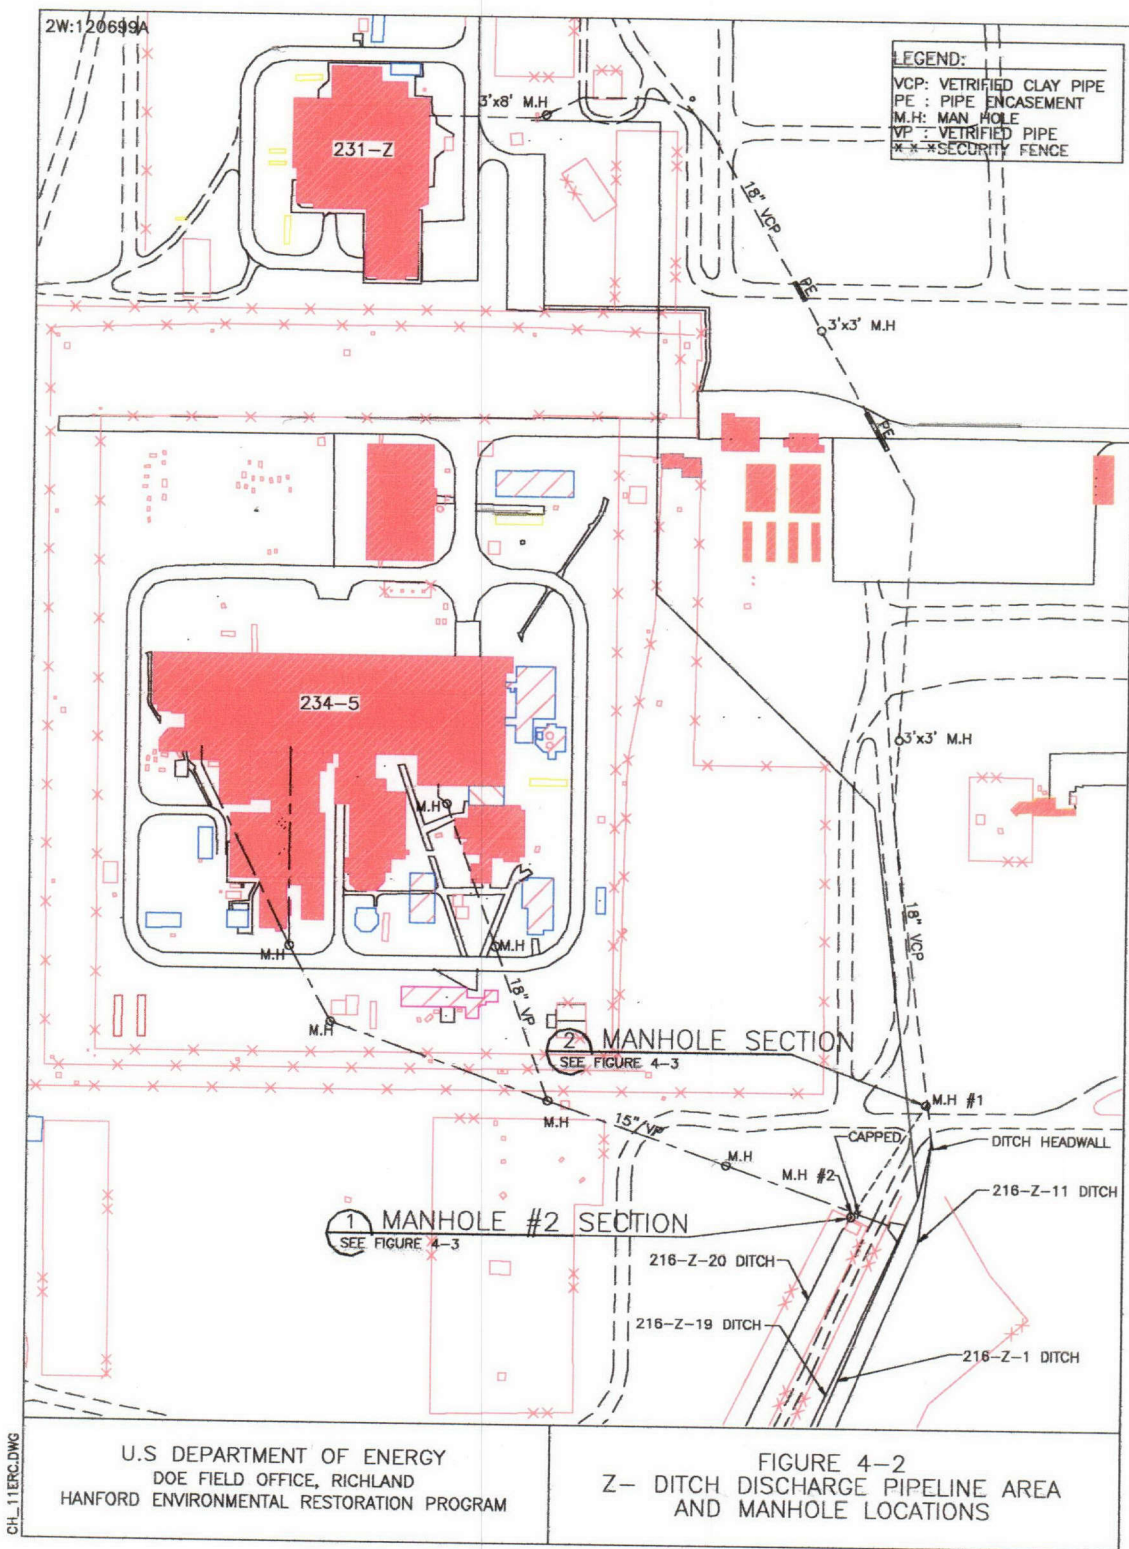 2W:120699A
LEGEND:
VCP: VETRIFIED CLAY PIPE
PE : PIPE ENCASEMENT
M.H: MAN HOLE
VP : VETRIFIED PIPE
× × × SECURITY FENCE
3'x8' M.H
231-Z
18" VCP
PE
3'x3' M.H
PE
234-5
3'x3' M.H
M.H
18" VCP
M.H
M.H
18" VP
M.H
2 MANHOLE SECTION
SEE FIGURE 4-3
M.H #1
M.H
15" VP
CAPPED
DITCH HEADWALL
M.H
M.H #2
216-Z-11 DITCH
1 MANHOLE #2 SECTION
SEE FIGURE 4-3
216-Z-20 DITCH
216-Z-19 DITCH
216-Z-1 DITCH
CH_11ERC.DWG
U.S DEPARTMENT OF ENERGY
DOE FIELD OFFICE, RICHLAND
HANFORD ENVIRONMENTAL RESTORATION PROGRAM
FIGURE 4-2
Z- DITCH DISCHARGE PIPELINE AREA
AND MANHOLE LOCATIONS